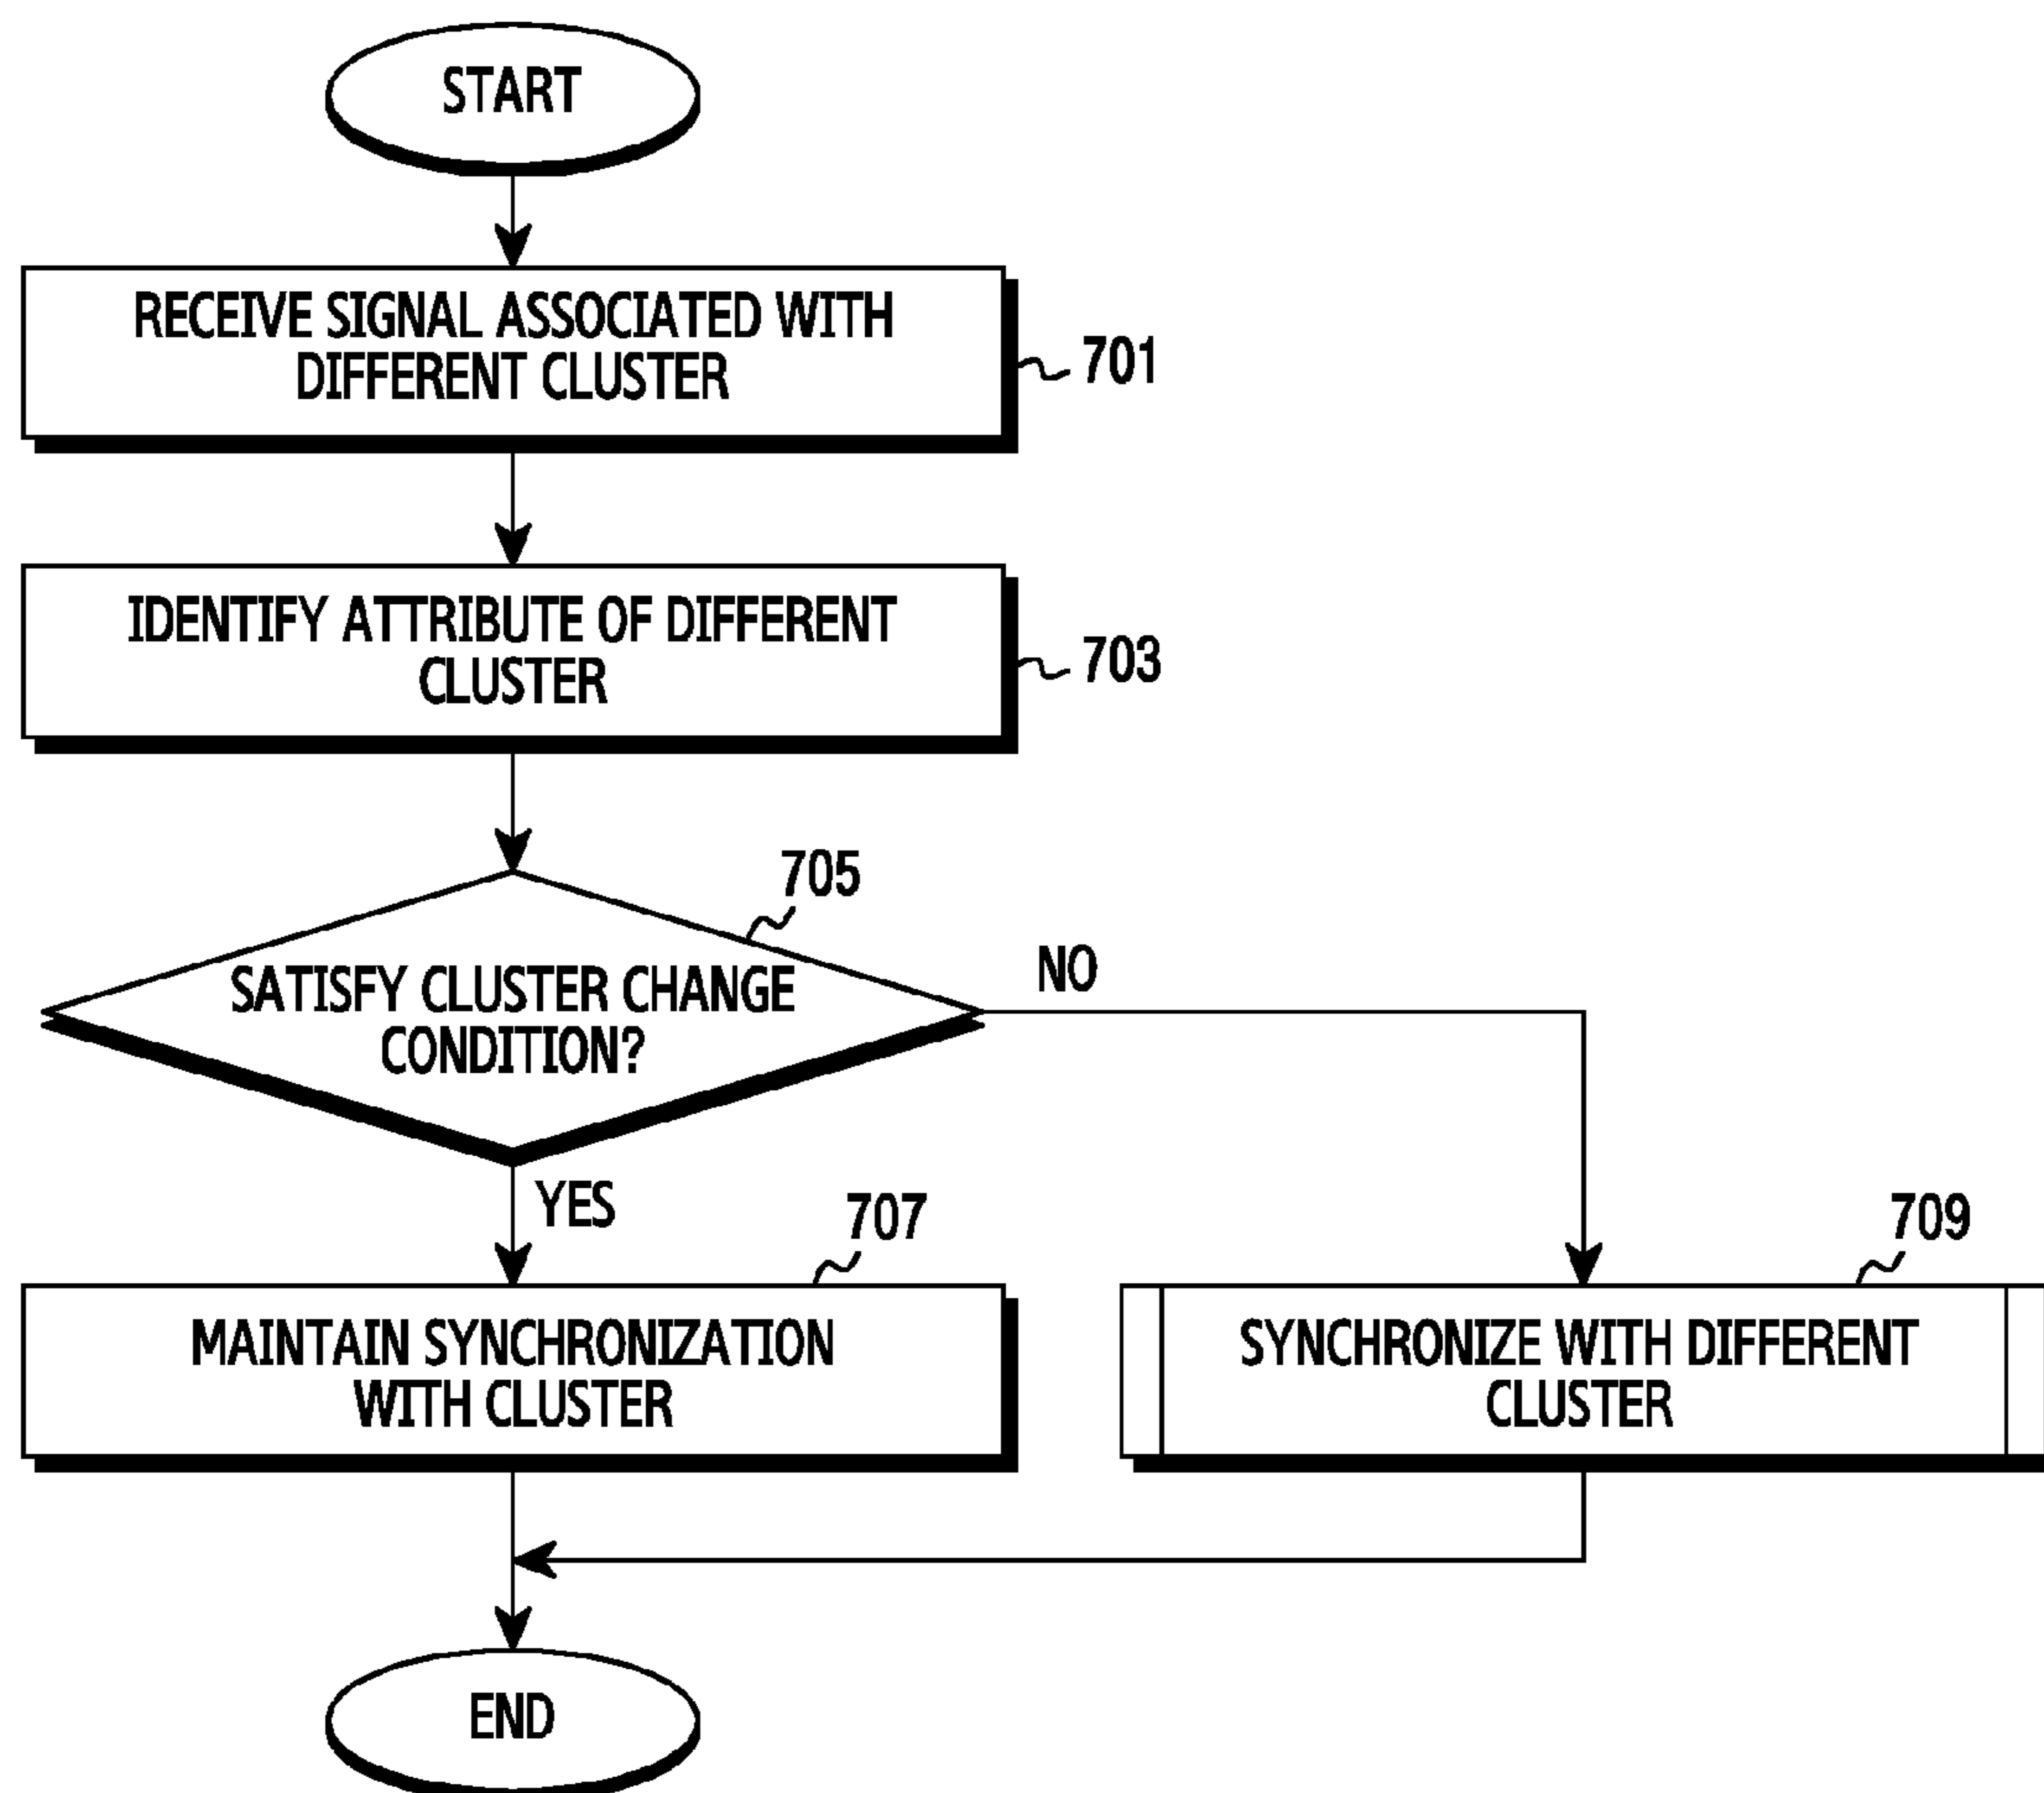 START
RECEIVE SIGNAL ASSOCIATED WITH
DIFFERENT CLUSTER
701
IDENTIFY ATTRIBUTE OF DIFFERENT
CLUSTER
703
705
SATISFY CLUSTER CHANGE
CONDITION?
NO
YES
707
MAINTAIN SYNCHRONIZATION
WITH CLUSTER
709
SYNCHRONIZE WITH DIFFERENT
CLUSTER
END